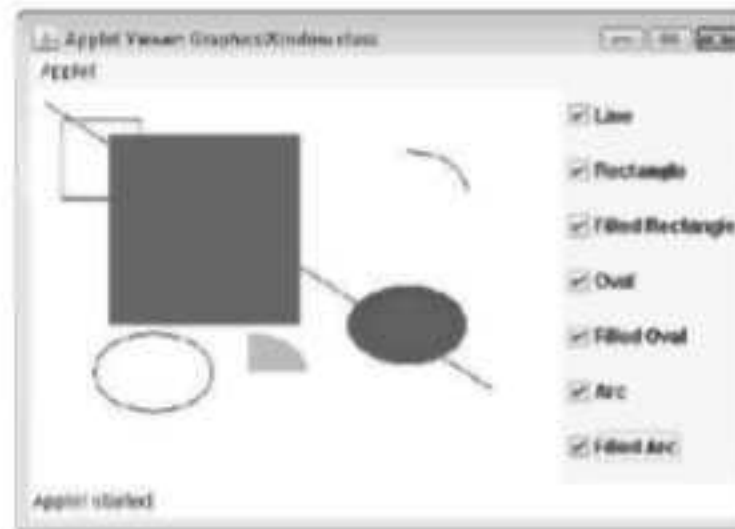 Applet Viewer: GraphicsWindow.class
Applet
Line
Rectangle
Filled Rectangle
Oval
Filled Oval
Arc
Filled Arc
Applet started.